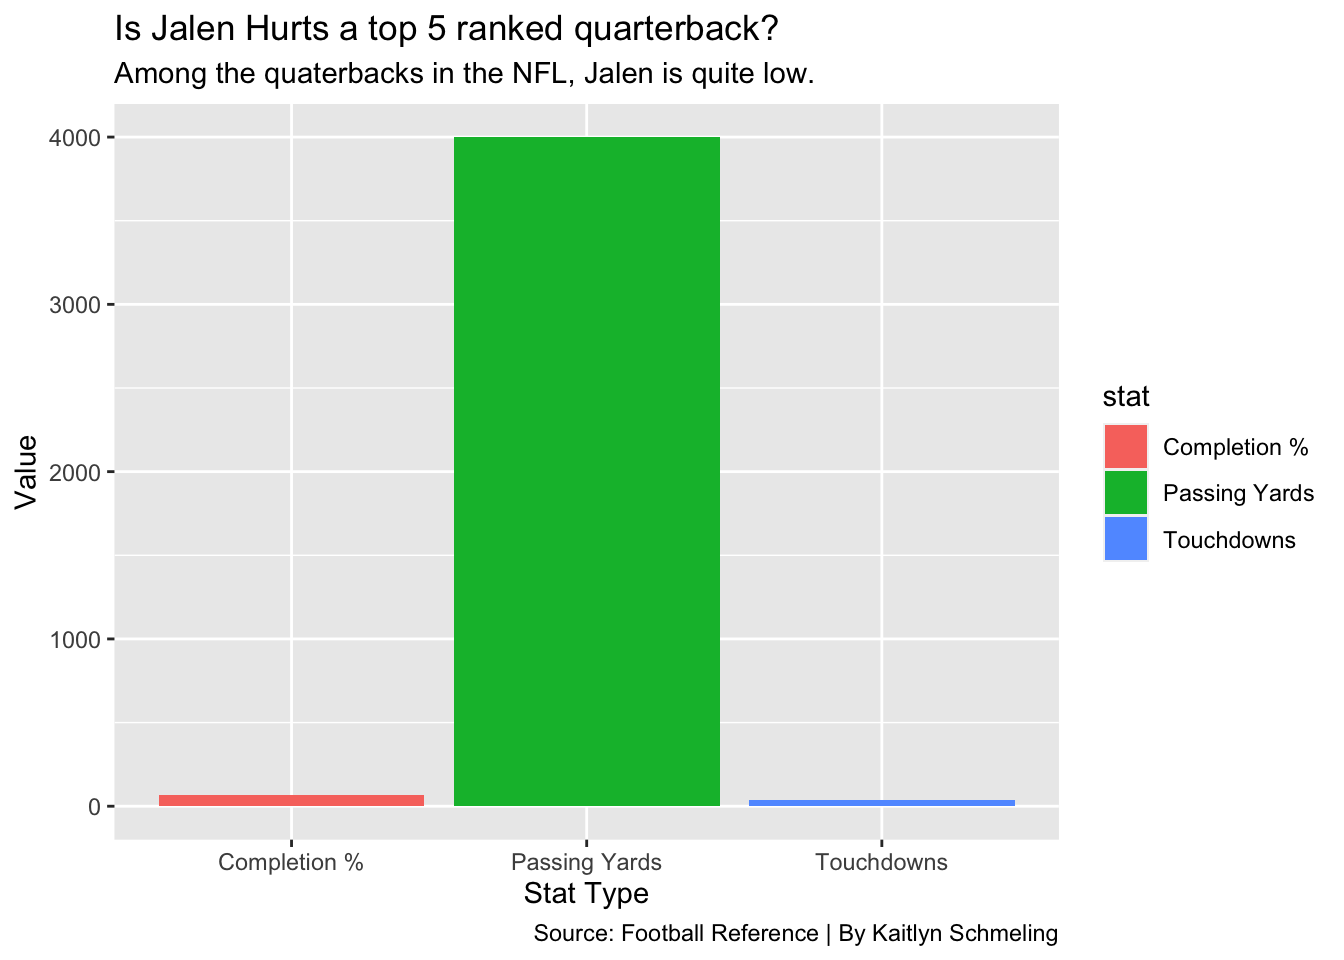 Is Jalen Hurts a top 5 ranked quarterback?
Among the quaterbacks in the NFL, Jalen is quite low.
4000
3000
2000
1000
0
Value
Completion %
Passing Yards
Touchdowns
Stat Type
stat
Completion %
Passing Yards
Touchdowns
Source: Football Reference | By Kaitlyn Schmeling